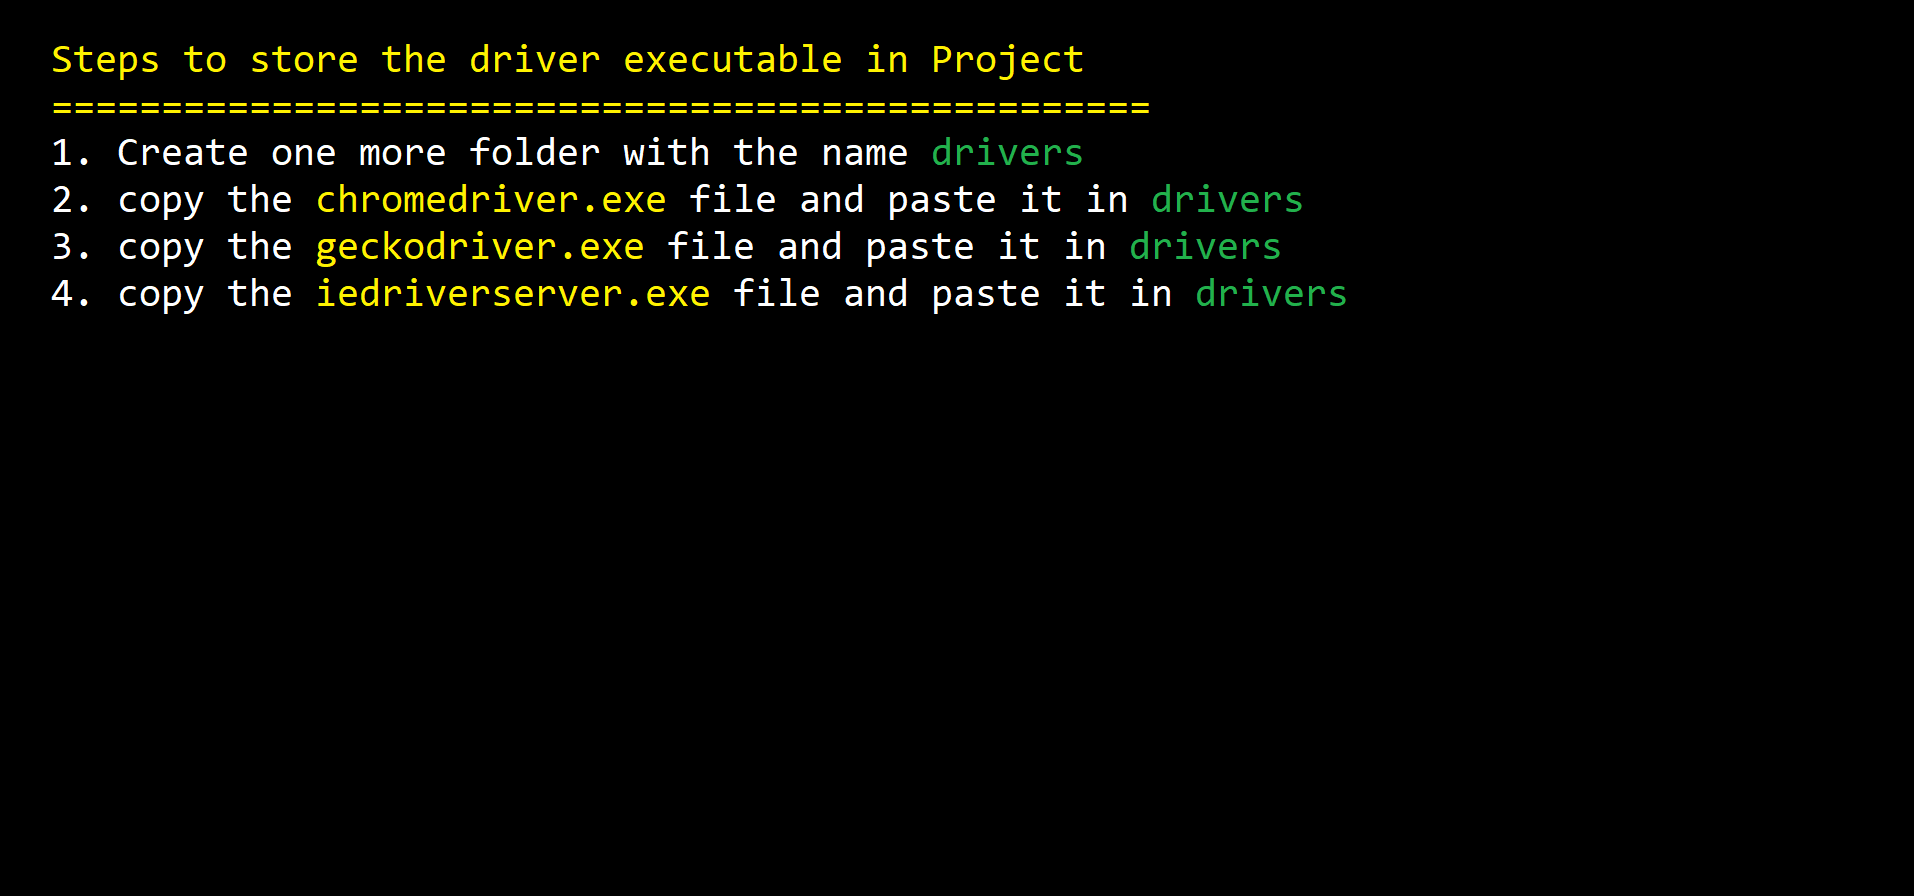 Steps to store the driver executable in Project
==================================================
1. Create one more folder with the name drivers
2. copy the chromedriver.exe file and paste it in drivers
3. copy the geckodriver.exe file and paste it in drivers
4. copy the iedriverserver.exe file and paste it in drivers